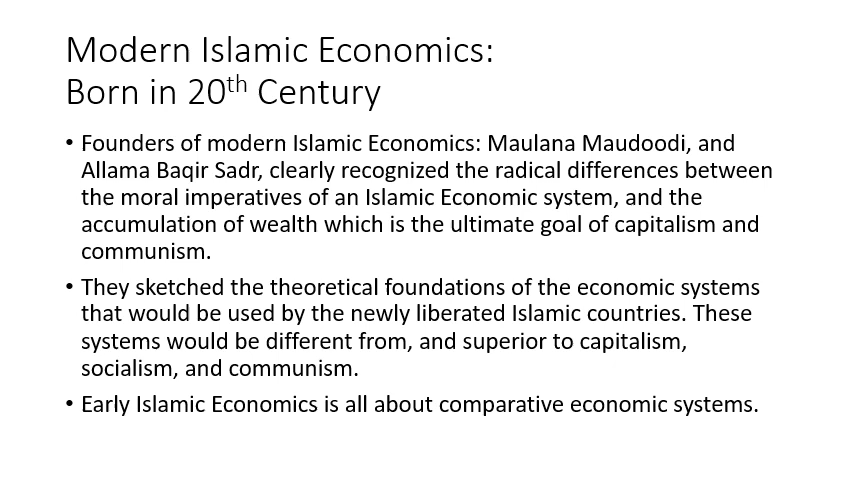 Modern Islamic Economics:
Born in 20th Century
• Founders of modern Islamic Economics: Maulana Maudoodi, and
Allama Baqir Sadr, clearly recognized the radical differences between
the moral imperatives of an Islamic Economic system, and the
accumulation of wealth which is the ultimate goal of capitalism and
communism.
• They sketched the theoretical foundations of the economic systems
that would be used by the newly liberated Islamic countries. These
systems would be different from, and superior to capitalism,
socialism, and communism.
• Early Islamic Economics is all about comparative economic systems.